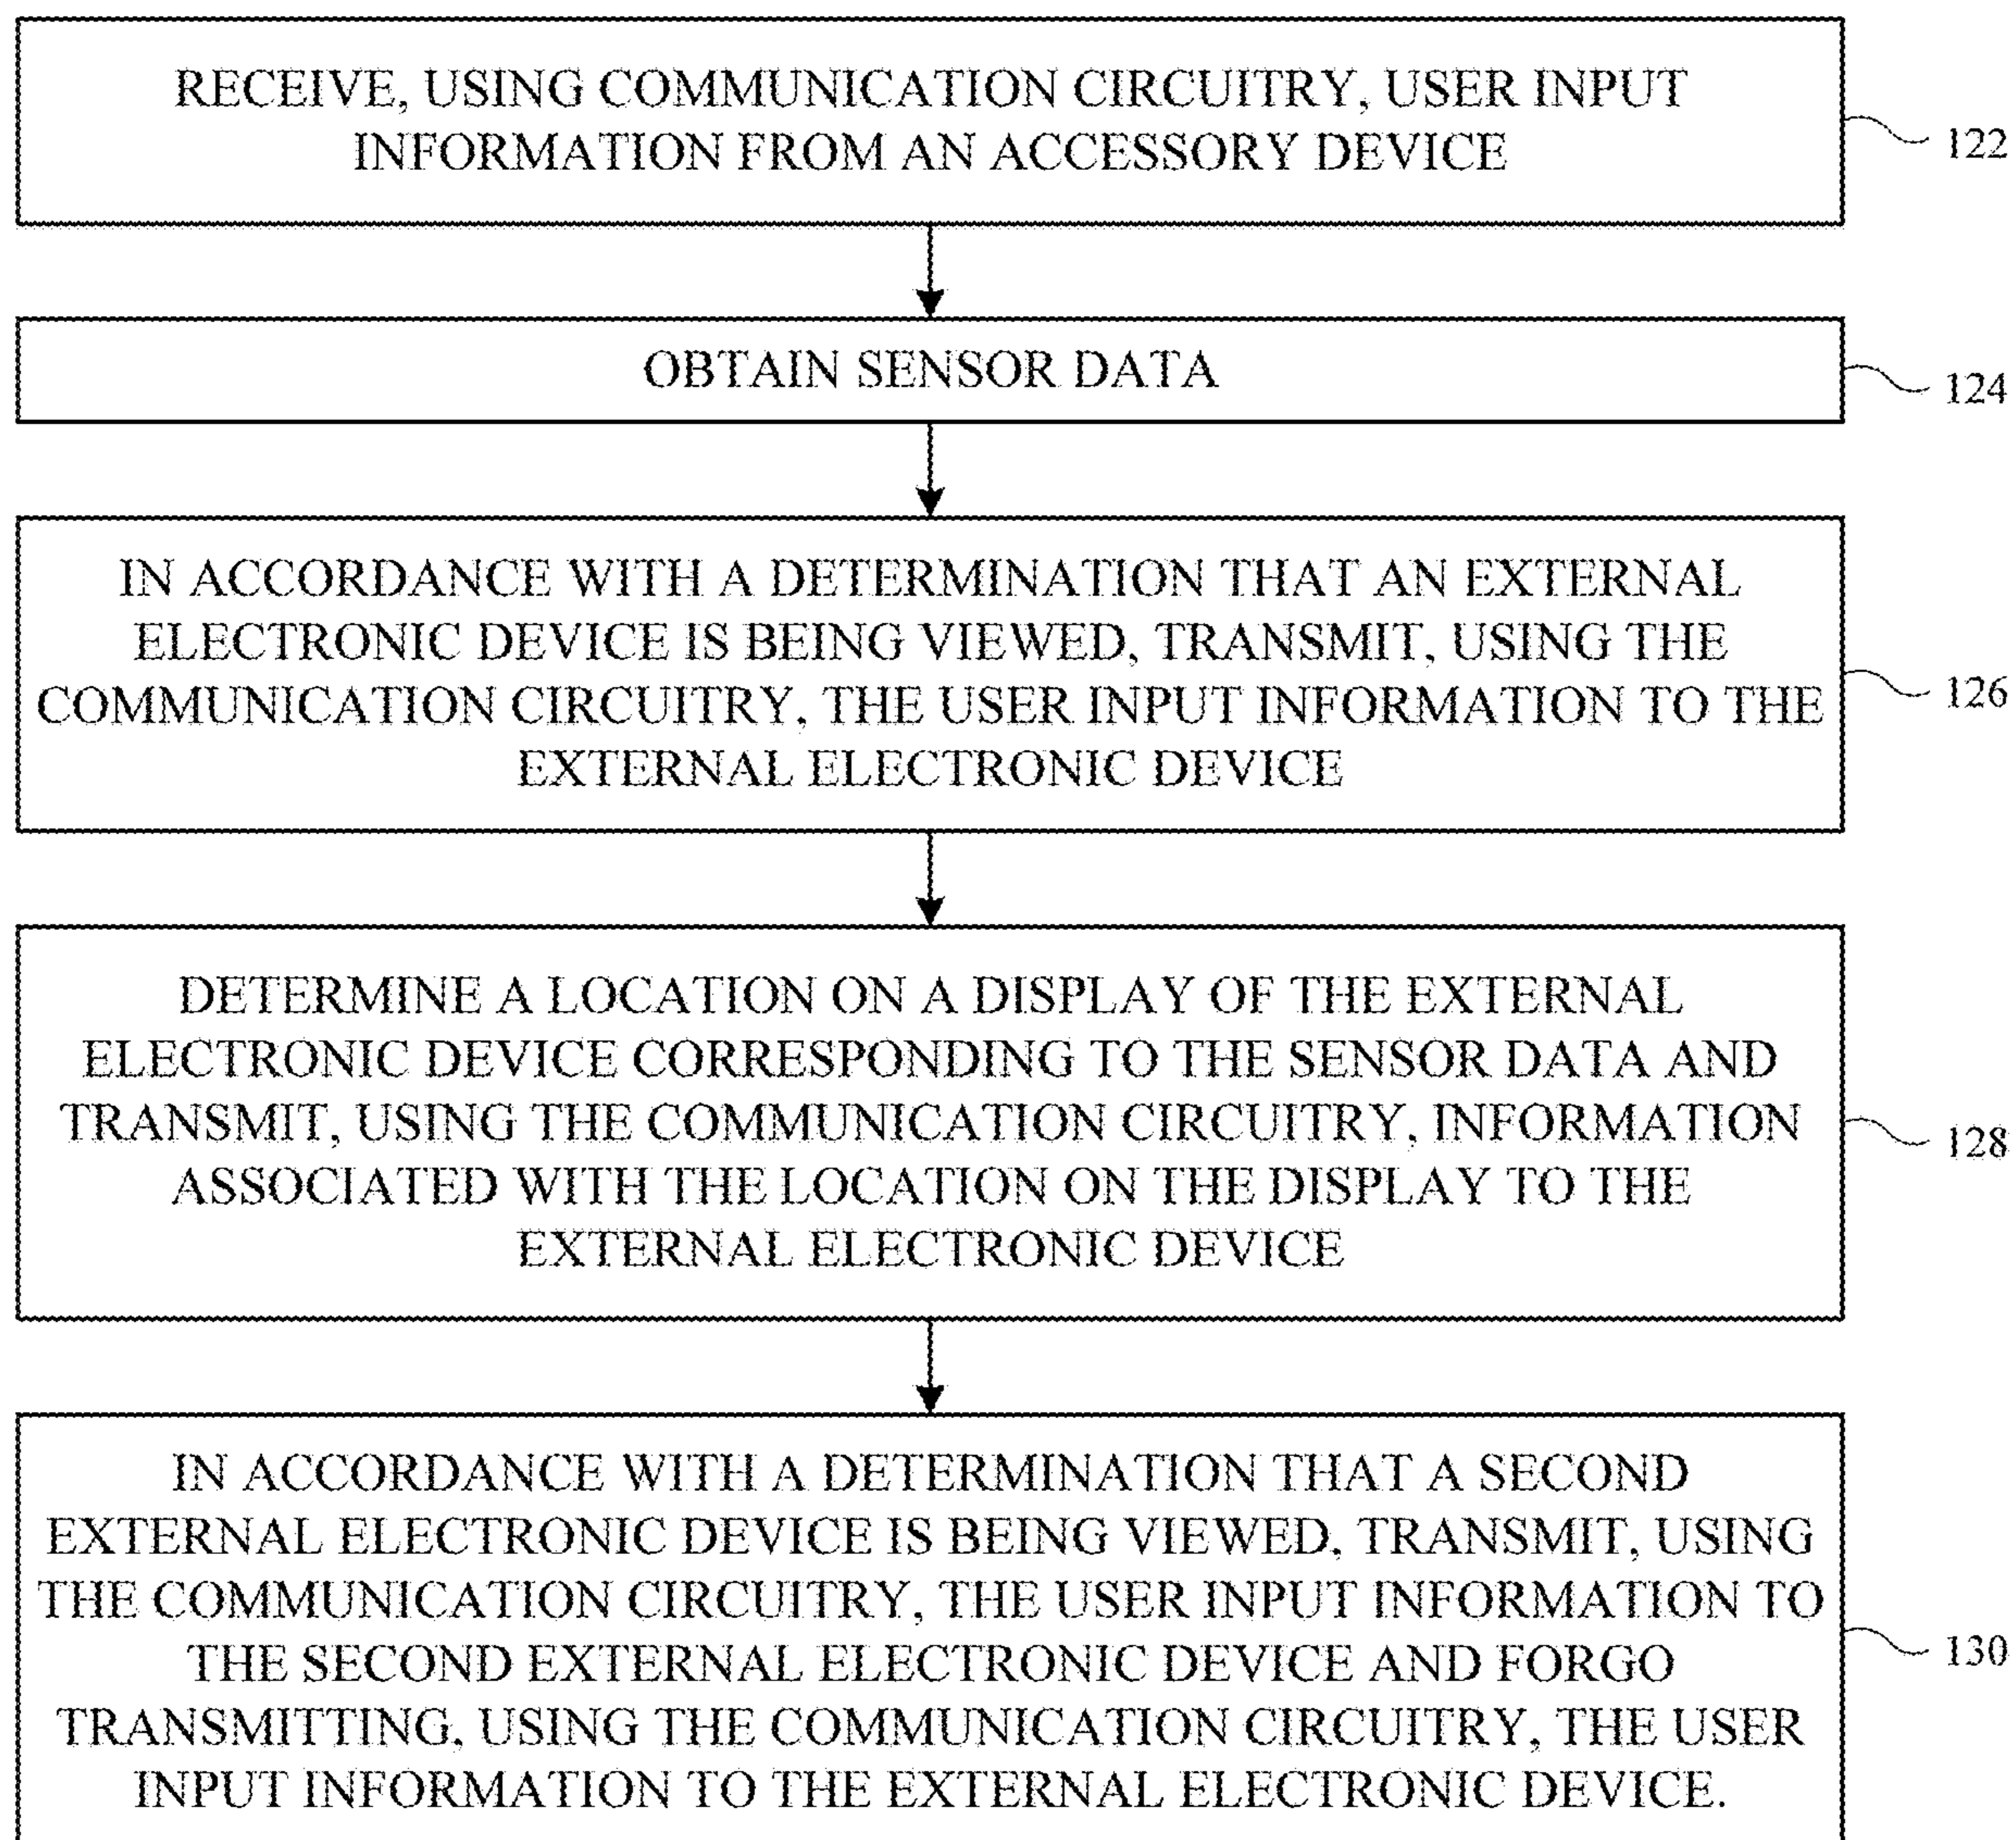 RECEIVE, USING COMMUNICATION CIRCUITRY, USER INPUT
INFORMATION FROM AN ACCESSORY DEVICE
122
OBTAIN SENSOR DATA
124
IN ACCORDANCE WITH A DETERMINATION THAT AN EXTERNAL
ELECTRONIC DEVICE IS BEING VIEWED, TRANSMIT, USING THE
COMMUNICATION CIRCUITRY, THE USER INPUT INFORMATION TO THE
EXTERNAL ELECTRONIC DEVICE
126
DETERMINE A LOCATION ON A DISPLAY OF THE EXTERNAL
ELECTRONIC DEVICE CORRESPONDING TO THE SENSOR DATA AND
TRANSMIT, USING THE COMMUNICATION CIRCUITRY, INFORMATION
ASSOCIATED WITH THE LOCATION ON THE DISPLAY TO THE
EXTERNAL ELECTRONIC DEVICE
128
IN ACCORDANCE WITH A DETERMINATION THAT A SECOND
EXTERNAL ELECTRONIC DEVICE IS BEING VIEWED, TRANSMIT, USING
THE COMMUNICATION CIRCUITRY, THE USER INPUT INFORMATION TO
THE SECOND EXTERNAL ELECTRONIC DEVICE AND FORGO
TRANSMITTING, USING THE COMMUNICATION CIRCUITRY, THE USER
INPUT INFORMATION TO THE EXTERNAL ELECTRONIC DEVICE.
130